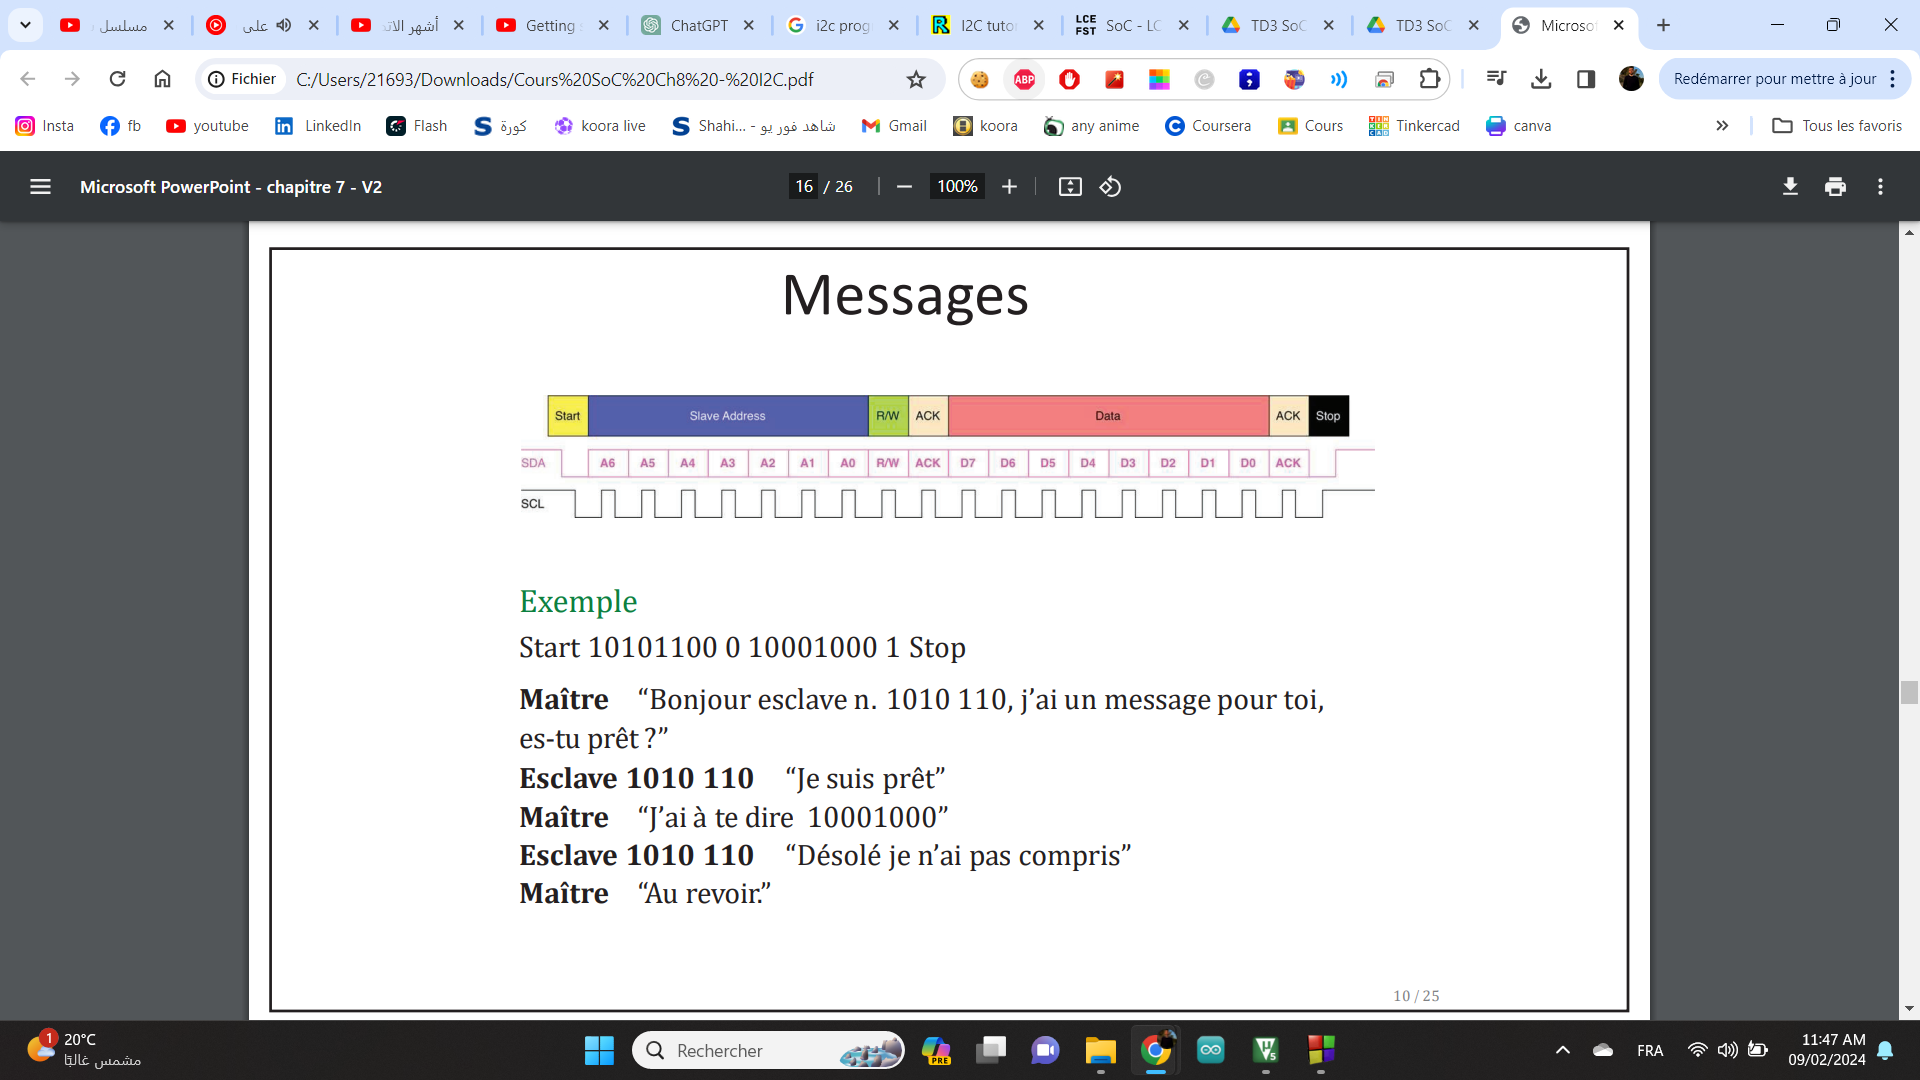 مسلسل
على
أشهر الاتد
Getting
ChatGPT
i2c prog
I2C tutor
LCE FST SoC - LC
TD3 SoC
TD3 SoC
Microsof
Fichier C:/Users/21693/Downloads/Cours%20SoC%20Ch8%20-%20I2C.pdf
ABP
Redémarrer pour mettre à jour
Insta
fb
youtube
LinkedIn
Flash
كورة
koora live
Shahi... - شاهد فور يو
Gmail
koora
any anime
Coursera
Cours
Tinkercad
canva
Tous les favoris
Microsoft PowerPoint - chapitre 7 - V2
16 / 26
100%
Messages
Start Slave Address R/W ACK Data ACK Stop
SDA A6 A5 A4 A3 A2 A1 A0 R/W ACK D7 D6 D5 D4 D3 D2 D1 D0 ACK
SCL
Exemple
Start 10101100 0 10001000 1 Stop
Maître “Bonjour esclave n. 1010 110, j’ai un message pour toi,
es-tu prêt ?”
Esclave 1010 110 “Je suis prêt”
Maître “J’ai à te dire 10001000”
Esclave 1010 110 “Désolé je n’ai pas compris”
Maître “Au revoir.”
10 / 25
1
20°C
مشمس غالبًا
Rechercher
PRE
FRA
11:47 AM
09/02/2024